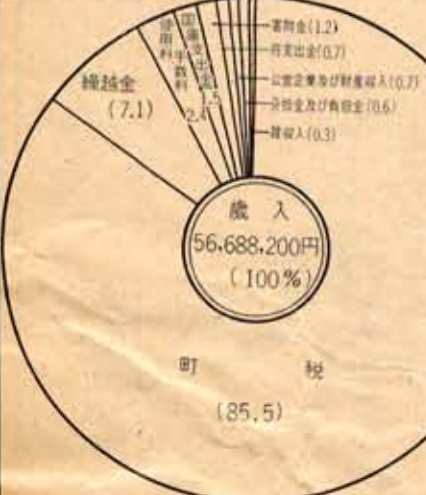 繰越金
(7.1)
使用料
手数料
2.4
国庫支出金
1.5
寄附金(1.2)
府支出金(0.7)
公営企業及び財産収入(0.7)
分担金及び負担金(0.6)
雑収入(0.3)
歳入
56,688,200円
(100%)
町税
(85.5)